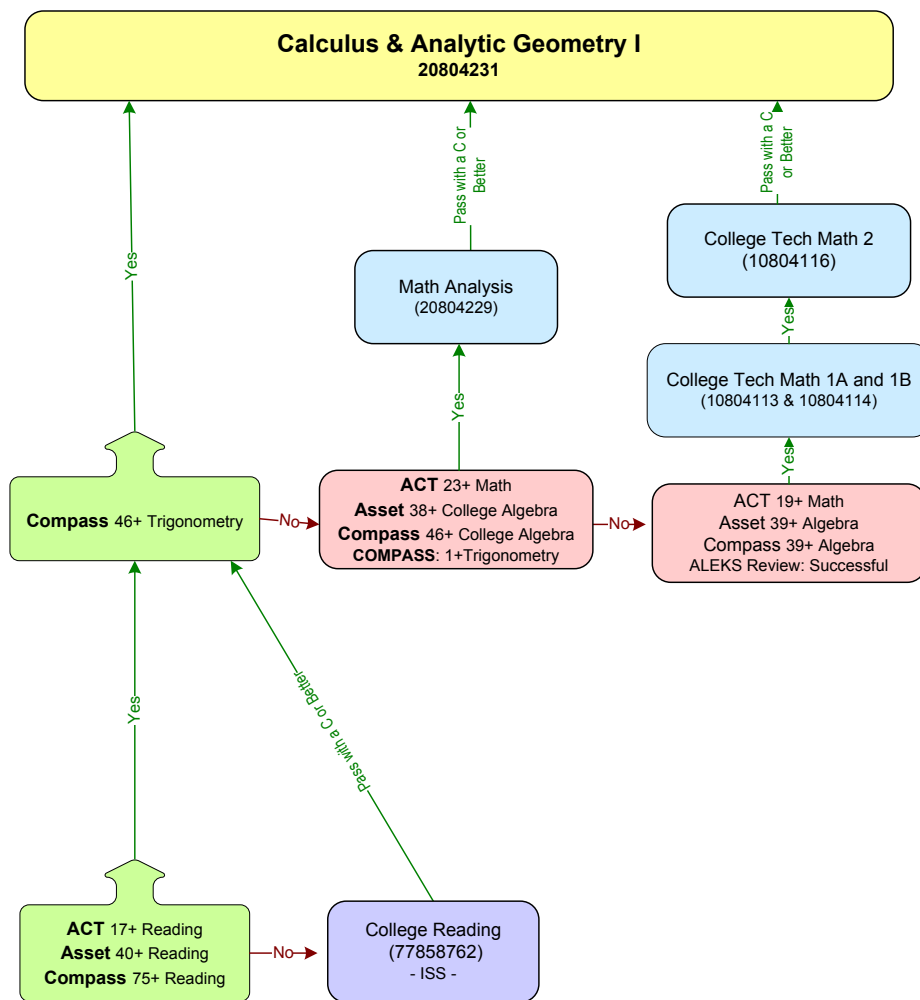 Calculus & Analytic Geometry I
20804231
Yes
Pass with a C or
Better
Pass with a C
or Better
College Tech Math 2
(10804116)
Math Analysis
(20804229)
Yes
College Tech Math 1A and 1B
(10804113 & 10804114)
Yes
Yes
Compass 46+ Trigonometry
No
ACT 23+ Math
Asset 38+ College Algebra
Compass 46+ College Algebra
COMPASS: 1+Trigonometry
No
ACT 19+ Math
Asset 39+ Algebra
Compass 39+ Algebra
ALEKS Review: Successful
Yes
Pass with a C or Better
ACT 17+ Reading
Asset 40+ Reading
Compass 75+ Reading
No
College Reading
(77858762)
- ISS -